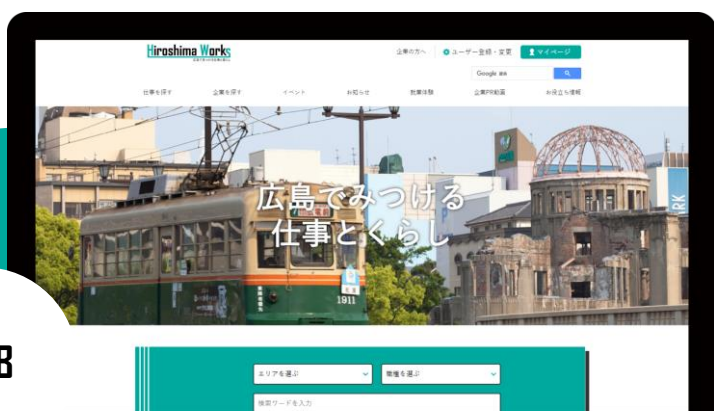 Hiroshima Works
企業の方へ
ユーザー登録・変更
マイページ
Google
仕事を探す
企業を探す
イベント
お知らせ
就業体験
企業PR動画
お役立ち情報
広島でみつける
仕事とくらし
1911
エリアを選ぶ
職種を選ぶ
検索ワードを入力